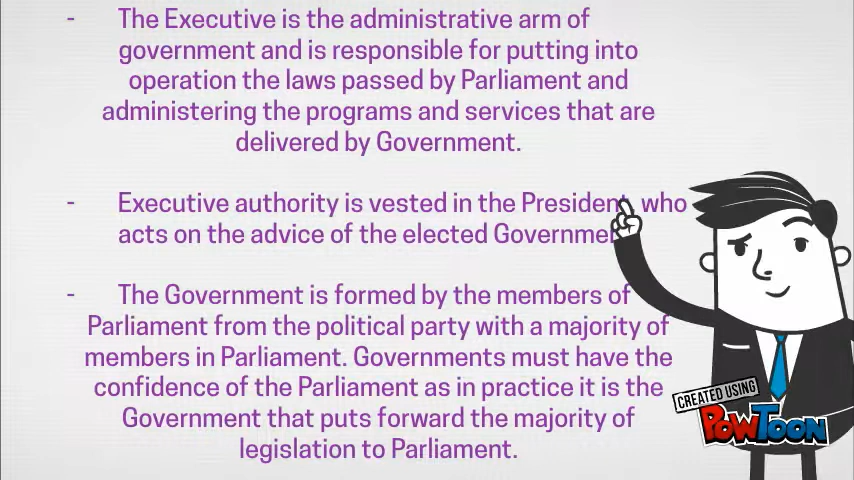 - The Executive is the administrative arm of
government and is responsible for putting into
operation the laws passed by Parliament and
administering the programs and services that are
delivered by Government.
- Executive authority is vested in the President, who
acts on the advice of the elected
- The Government is formed by the members of
Parliament from the political party with a majority of
members in Parliament. Governments must have the
confidence of the Parliament as in practice it is the
Government that puts forward the majority of
legislation to Parliament.
CREATED USING
POWTOON